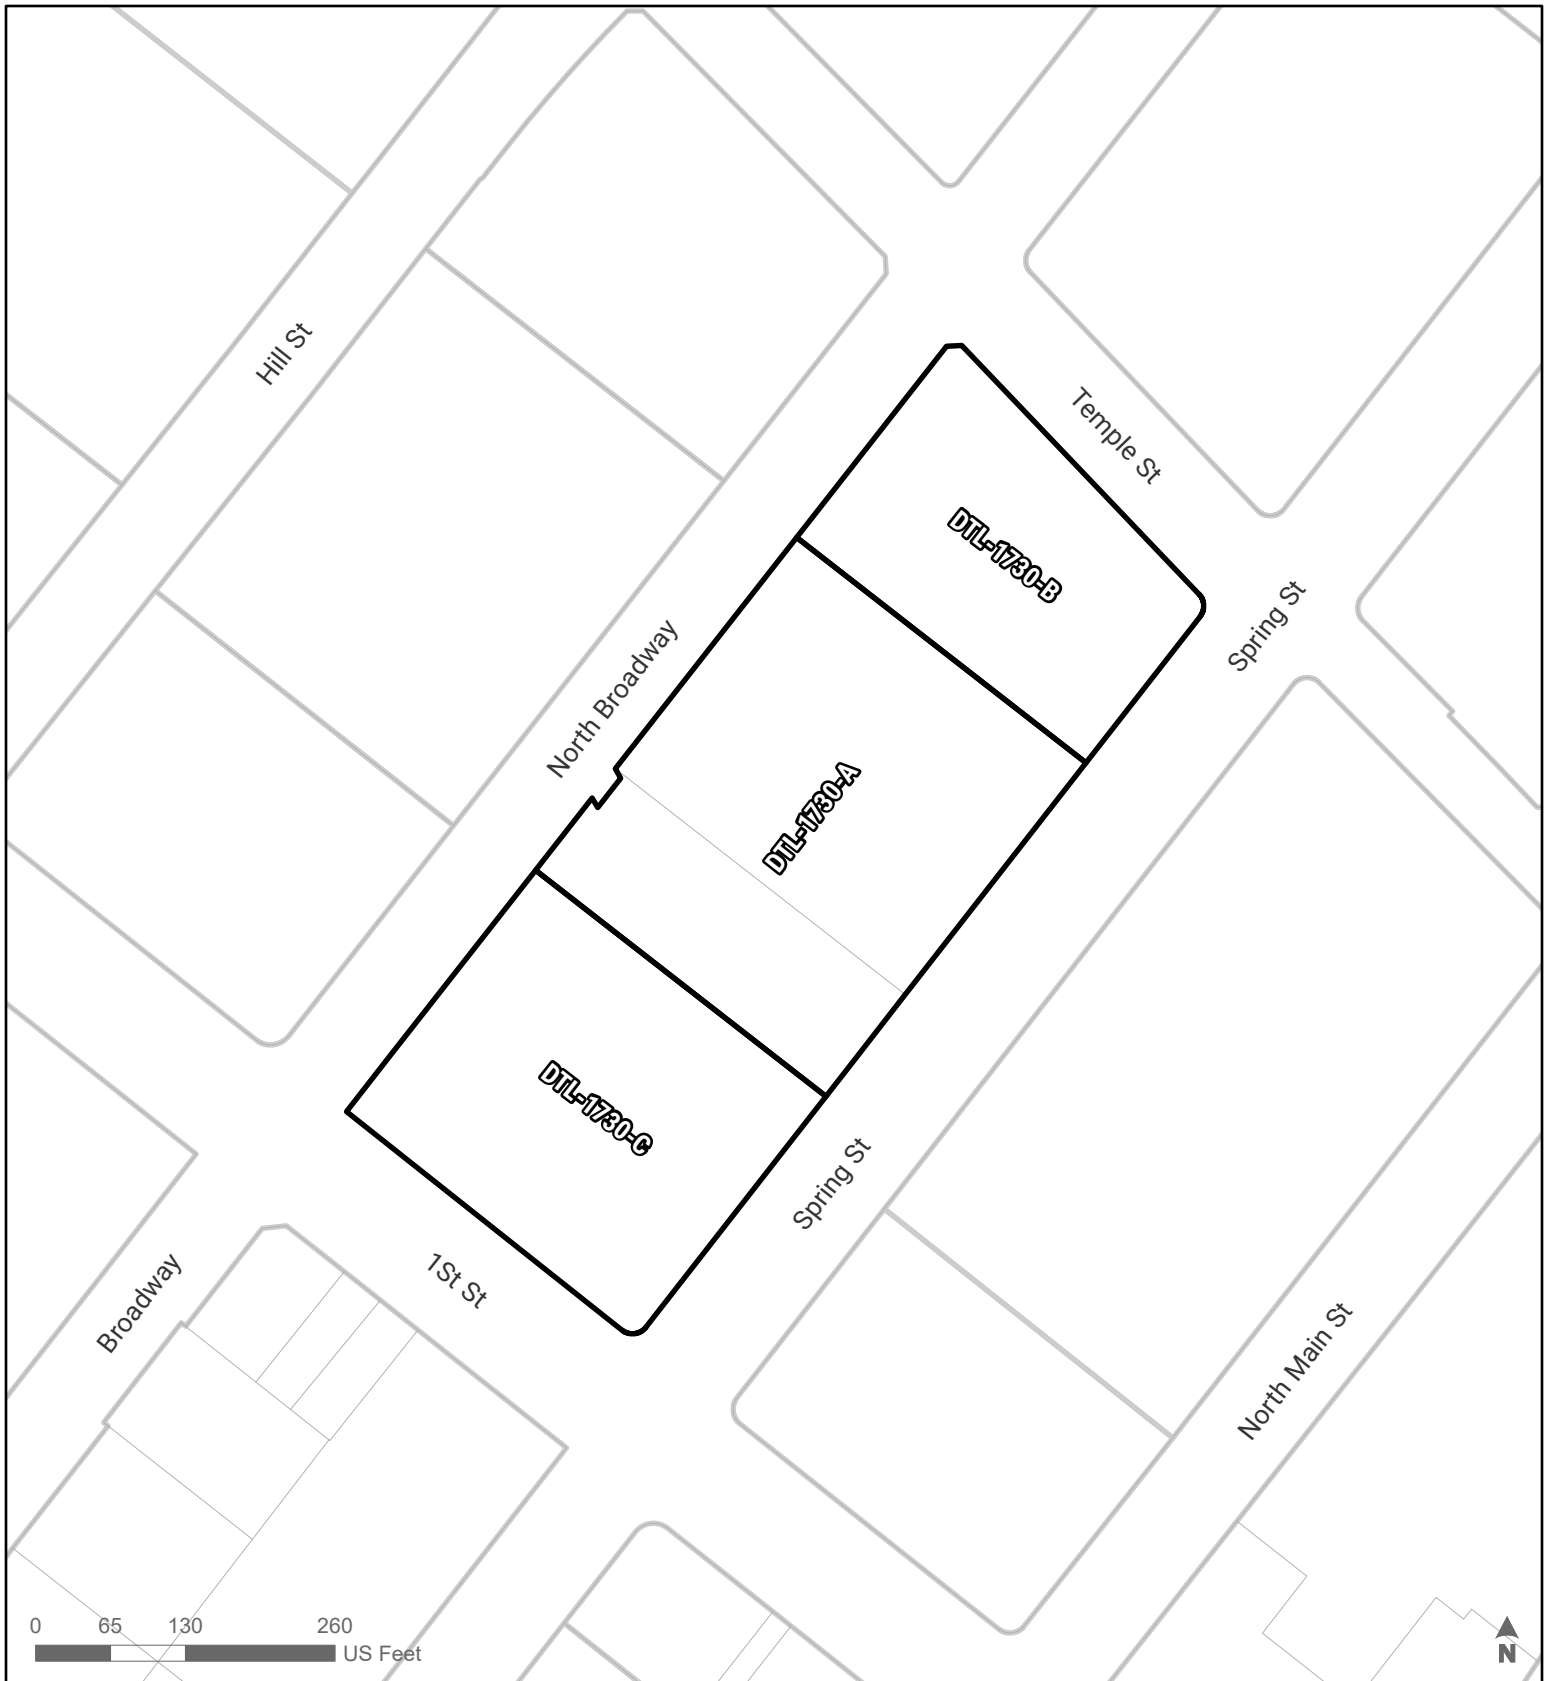 Hill St
Temple St
DTL-1730-B
Spring St
North Broadway
DTL-1730-A
DTL-1730-C
Spring St
1St St
Broadway
North Main St
0 65 130 260
US Feet
N